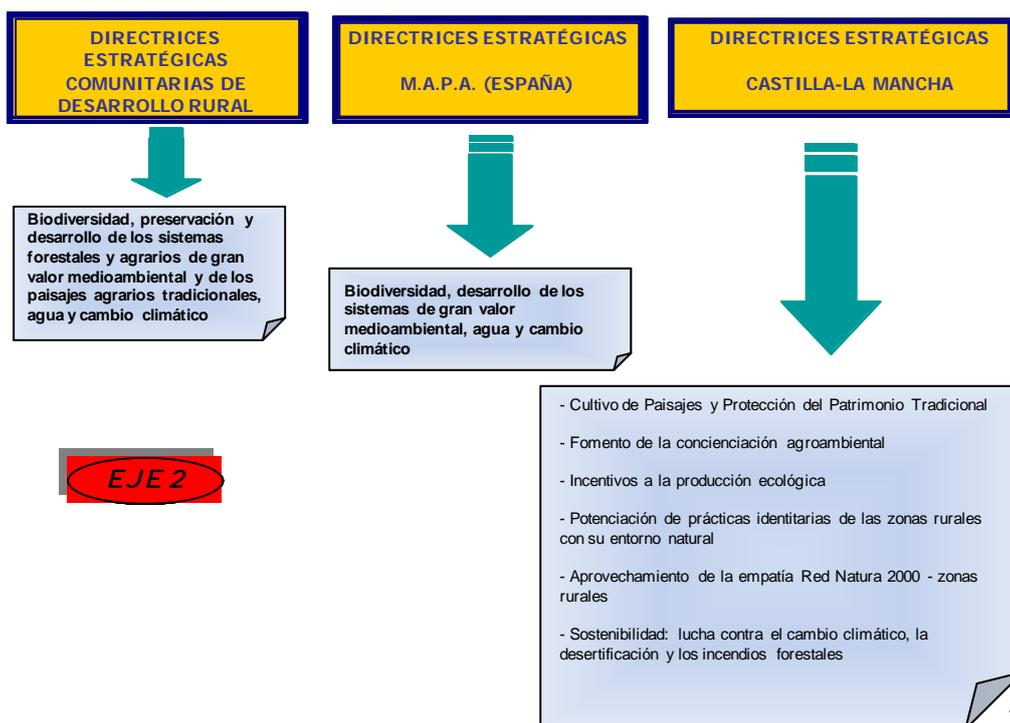 DIRECTRICES
ESTRATÉGICAS
COMUNITARIAS DE
DESARROLLO RURAL
DIRECTRICES ESTRATÉGICAS
M.A.P.A. (ESPAÑA)
DIRECTRICES ESTRATÉGICAS
CASTILLA-LA MANCHA
Biodiversidad, preservación y
desarrollo de los sistemas
forestales y agrarios de gran
valor medioambiental y de los
paisajes agrarios tradicionales,
agua y cambio climático
Biodiversidad, desarrollo de los
sistemas de gran valor
medioambiental, agua y cambio
climático
- Cultivo de Paisajes y Protección del Patrimonio Tradicional
- Fomento de la concienciación agroambiental
- Incentivos a la producción ecológica
- Potenciación de prácticas identitarias de las zonas rurales
con su entorno natural
- Aprovechamiento de la empatía Red Natura 2000 - zonas
rurales
- Sostenibilidad: lucha contra el cambio climático, la
desertificación y los incendios forestales
EJE 2